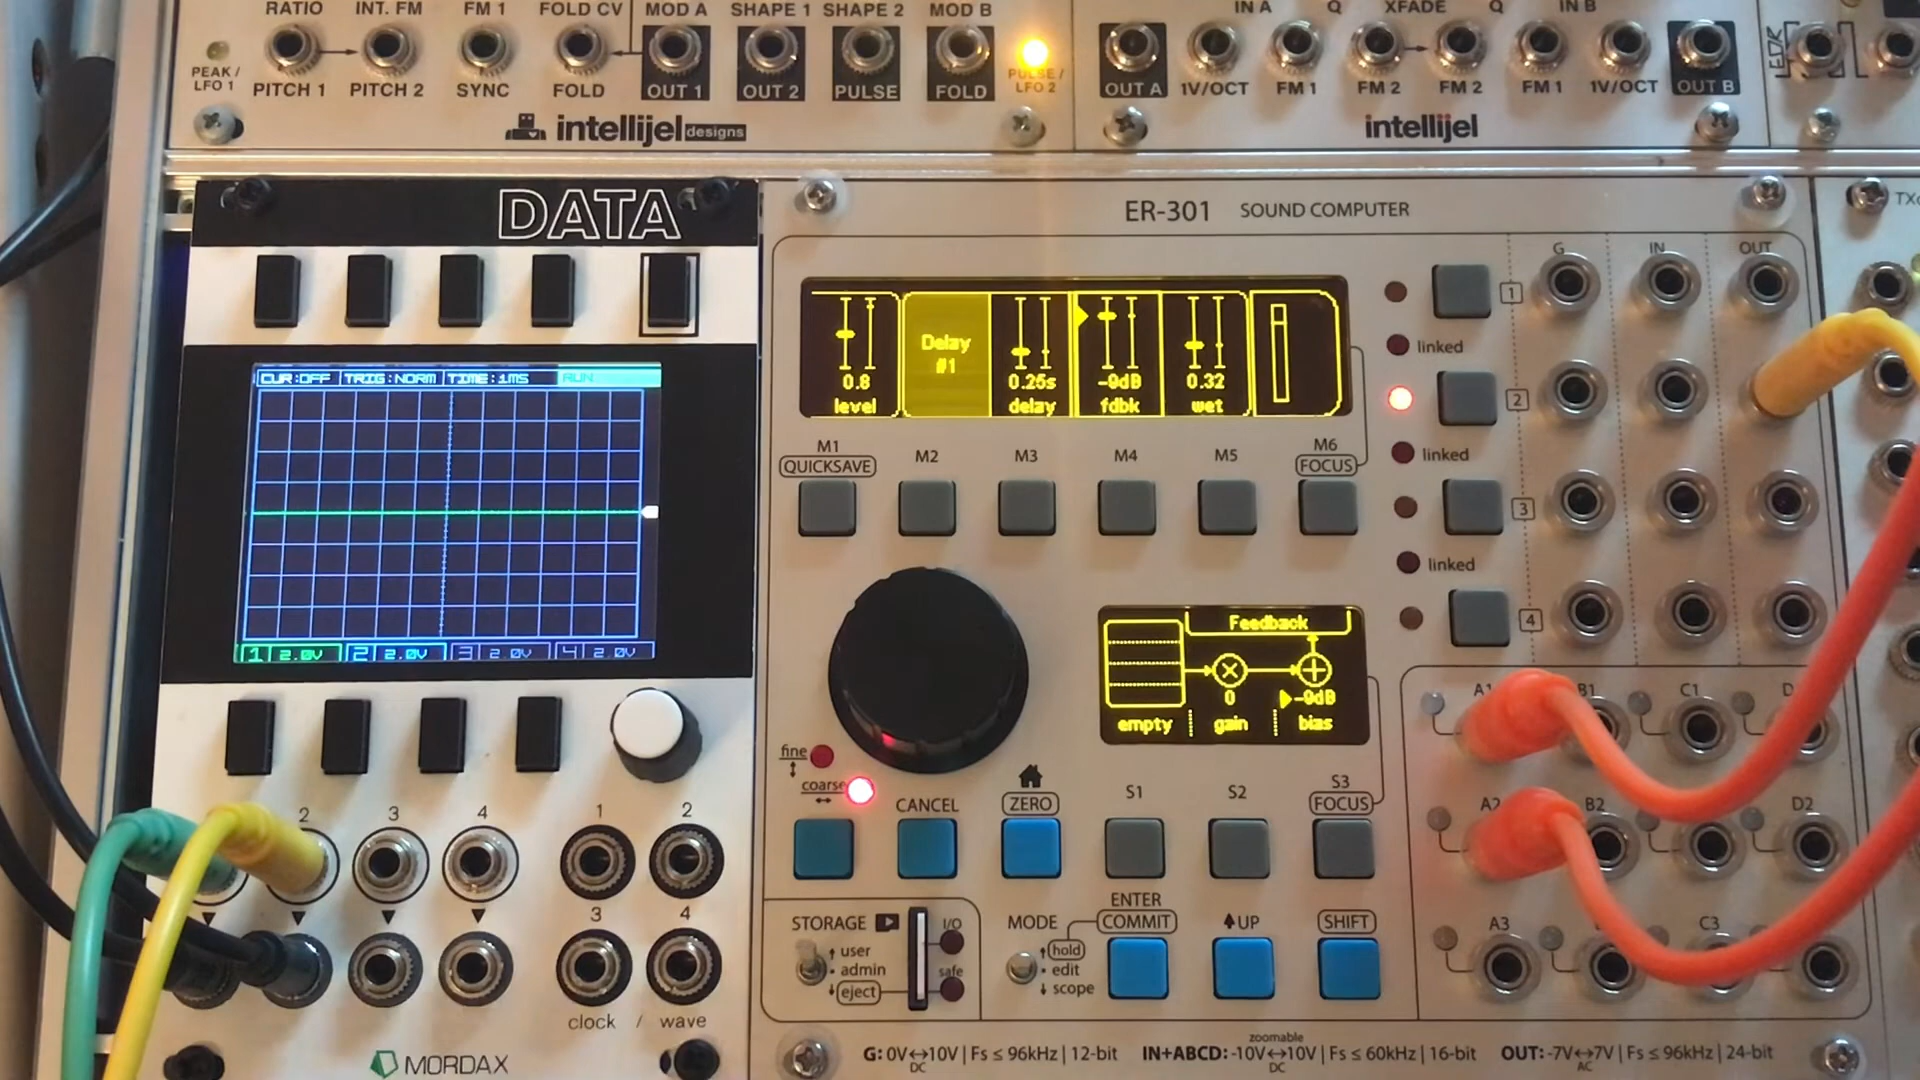 RATIO INT. FM FM 1 FOLD CV MOD A SHAPE 1 SHAPE 2 MOD B
PEAK / LFO 1
PITCH 1 PITCH 2 SYNC FOLD OUT 1 OUT 2 PULSE FOLD
PULSE / LFO 2
intellijel designs
IN A Q XFADE Q IN B
OUT A 1V/OCT FM 1 FM 2 FM 2 FM 1 1V/OCT OUT B
intellijel
DATA
CUR:OFF TRIG:NORM TIME:1MS RUN
1 2.0V 2 2.0V 3 2.0V 4 2.0V
2 3 4
1 2
3 4
clock / wave
MORDAX
ER-301 SOUND COMPUTER
G IN OUT
0.8
level
Delay
#1
0.25s
delay
-9dB
fdbk
0.32
wet
1
linked
2
linked
3
linked
4
M1
QUICKSAVE
M2 M3 M4 M5
M6
FOCUS
Feedback
0 -9dB
empty gain bias
fine
coarse
CANCEL
ZERO
S1 S2
S3
FOCUS
STORAGE
user
admin
eject
I/O
safe
MODE
hold
edit
scope
ENTER
COMMIT
UP
SHIFT
A1 B1 C1 D
A2 B2 D2
A3 C3
G: 0V↔10V | Fs ≤ 96kHz | 12-bit
DC
zoomable
IN+ABCD: -10V↔10V | Fs ≤ 60kHz | 16-bit
DC
OUT: -7V↔7V | Fs ≤ 96kHz | 24-bit
AC